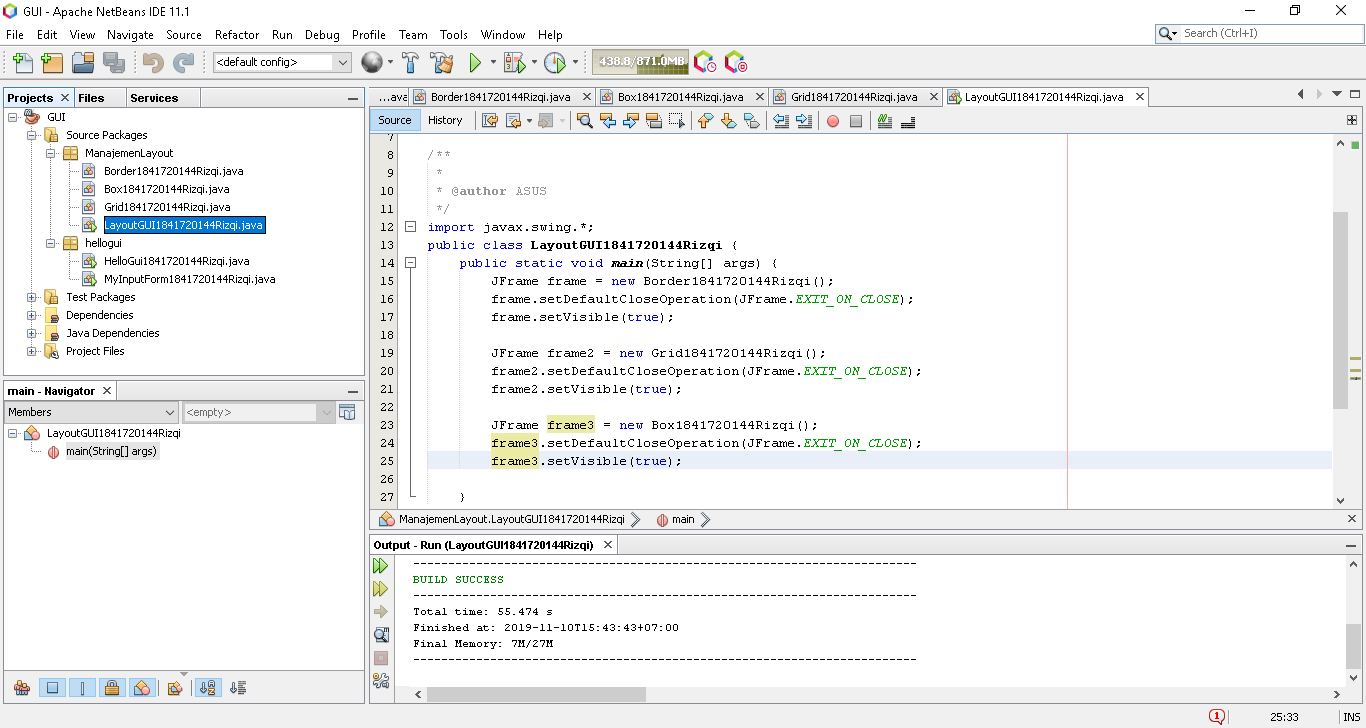 GUI - Apache NetBeans IDE 11.1
File Edit View Navigate Source Refactor Run Debug Profile Team Tools Window Help
Search (Ctrl+I)
<default config>
438.8/871.0MB
Projects Files Services
GUI
Source Packages
ManajemenLayout
Border1841720144Rizqi.java
Box1841720144Rizqi.java
Grid1841720144Rizqi.java
LayoutGUI1841720144Rizqi.java
hellogui
HelloGui1841720144Rizqi.java
MyInputForm1841720144Rizqi.java
Test Packages
Dependencies
Java Dependencies
Project Files
main - Navigator
Members
<empty>
LayoutGUI1841720144Rizqi
main(String[] args)
...ava Border1841720144Rizqi.java Box1841720144Rizqi.java Grid1841720144Rizqi.java LayoutGUI1841720144Rizqi.java
Source History
7
8 /**
9 *
10 * @author ASUS
11 */
12 import javax.swing.*;
13 public class LayoutGUI1841720144Rizqi {
14 public static void main(String[] args) {
15 JFrame frame = new Border1841720144Rizqi();
16 frame.setDefaultCloseOperation(JFrame.EXIT_ON_CLOSE);
17 frame.setVisible(true);
18
19 JFrame frame2 = new Grid1841720144Rizqi();
20 frame2.setDefaultCloseOperation(JFrame.EXIT_ON_CLOSE);
21 frame2.setVisible(true);
22
23 JFrame frame3 = new Box1841720144Rizqi();
24 frame3.setDefaultCloseOperation(JFrame.EXIT_ON_CLOSE);
25 frame3.setVisible(true);
26
27 }
ManajemenLayout.LayoutGUI1841720144Rizqi main
Output - Run (LayoutGUI1841720144Rizqi)
------------------------------------------------------------------------
BUILD SUCCESS
------------------------------------------------------------------------
Total time: 55.474 s
Finished at: 2019-11-10T15:43:43+07:00
Final Memory: 7M/27M
------------------------------------------------------------------------
1 25:33 INS